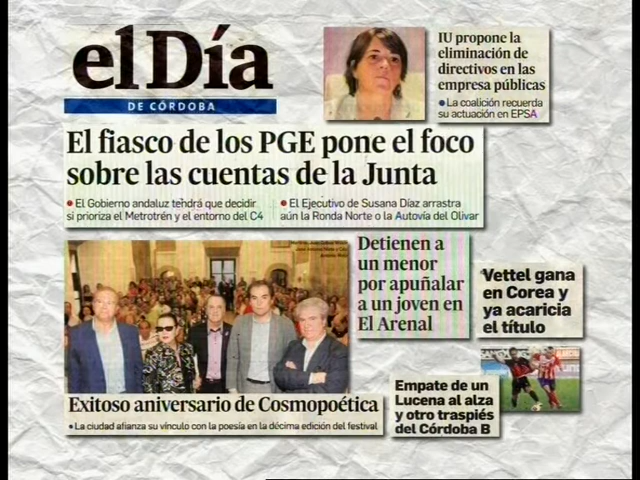 el Día
DE CÓRDOBA
IU propone la
eliminación de
directivos en las
empresa públicas
La coalición recuerda
su actuación en EPSA
El fiasco de los PGE pone el foco
sobre las cuentas de la Junta
El Gobierno andaluz tendrá que decidir
si prioriza el Metrotrén y el entorno del C4
El Ejecutivo de Susana Díaz arrastra
aún la Ronda Norte o la Autovía del Olivar
Detienen a
un menor
por apuñalar
a un joven en
El Arenal
Vettel gana
en Corea y
ya acaricia
el título
Exitoso aniversario de Cosmopoética
La ciudad afianza su vínculo con la poesía en la décima edición del festival
Empate de un
Lucena al alza
y otro traspiés
del Córdoba B